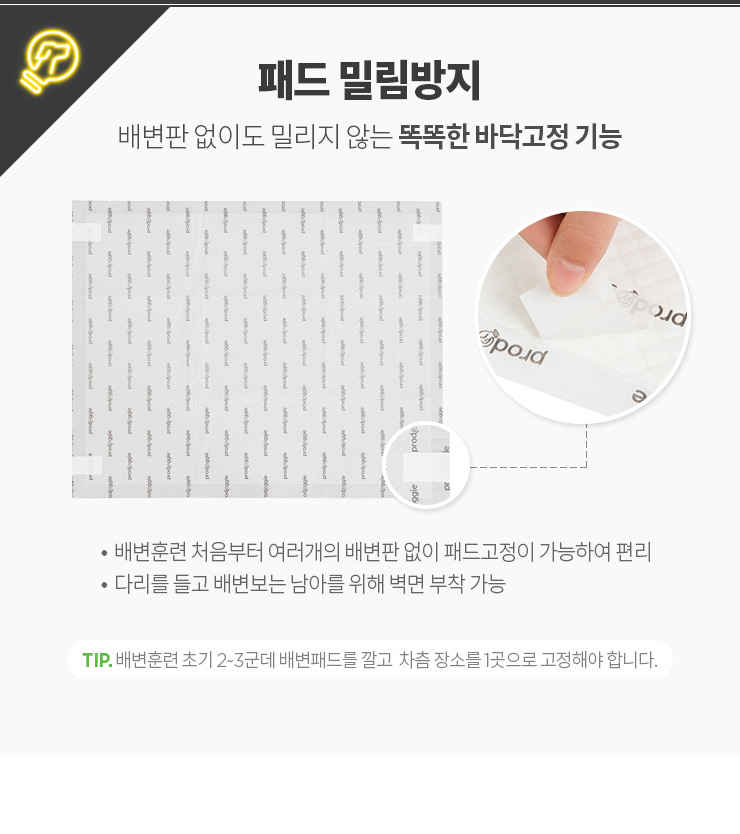 패드 밀림방지
배변판 없이도 밀리지 않는 똑똑한 바닥고정 기능
prodoggie
prodoggie
• 배변훈련 처음부터 여러개의 배변판 없이 패드고정이 가능하여 편리
• 다리를 들고 배변보는 남아를 위해 벽면 부착 가능
TIP. 배변훈련 초기 2~3군데 배변패드를 깔고 차츰 장소를 1곳으로 고정해야 합니다.